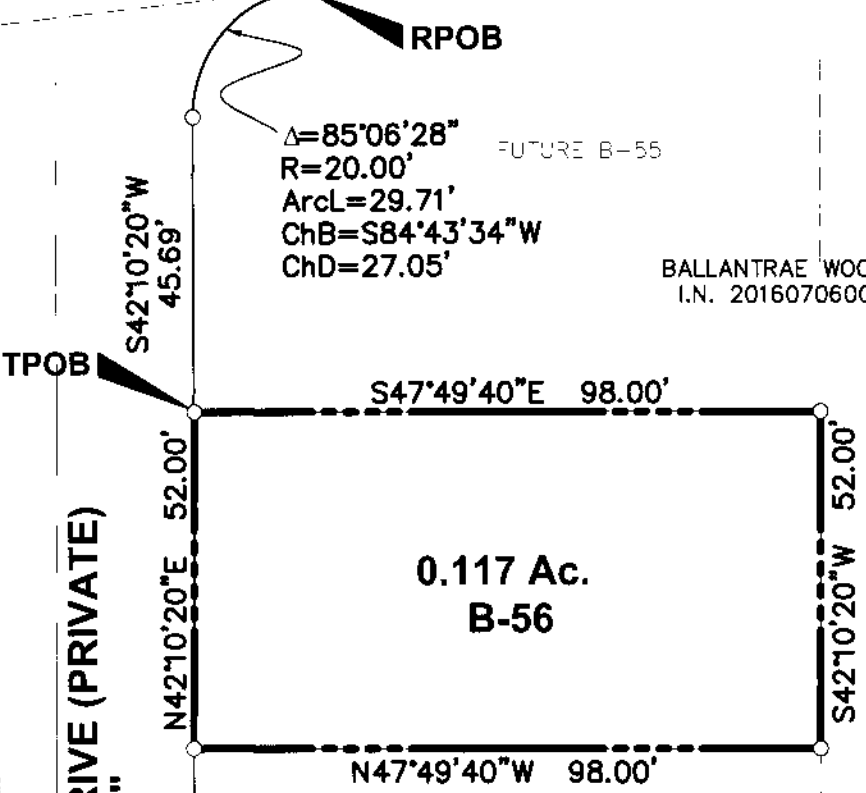 RPOB
Δ=85°06'28"
R=20.00'
ArcL=29.71'
ChB=S84°43'34"W
ChD=27.05'
FUTURE B-55
S42°10'20"W
45.69'
BALLANTRAE
I.N.
TPOB
S47°49'40"E 98.00'
N42°10'20"E 52.00'
S42°10'20"W 52.00'
0.117 Ac.
B-56
(PRIVATE)
N47°49'40"W 98.00'